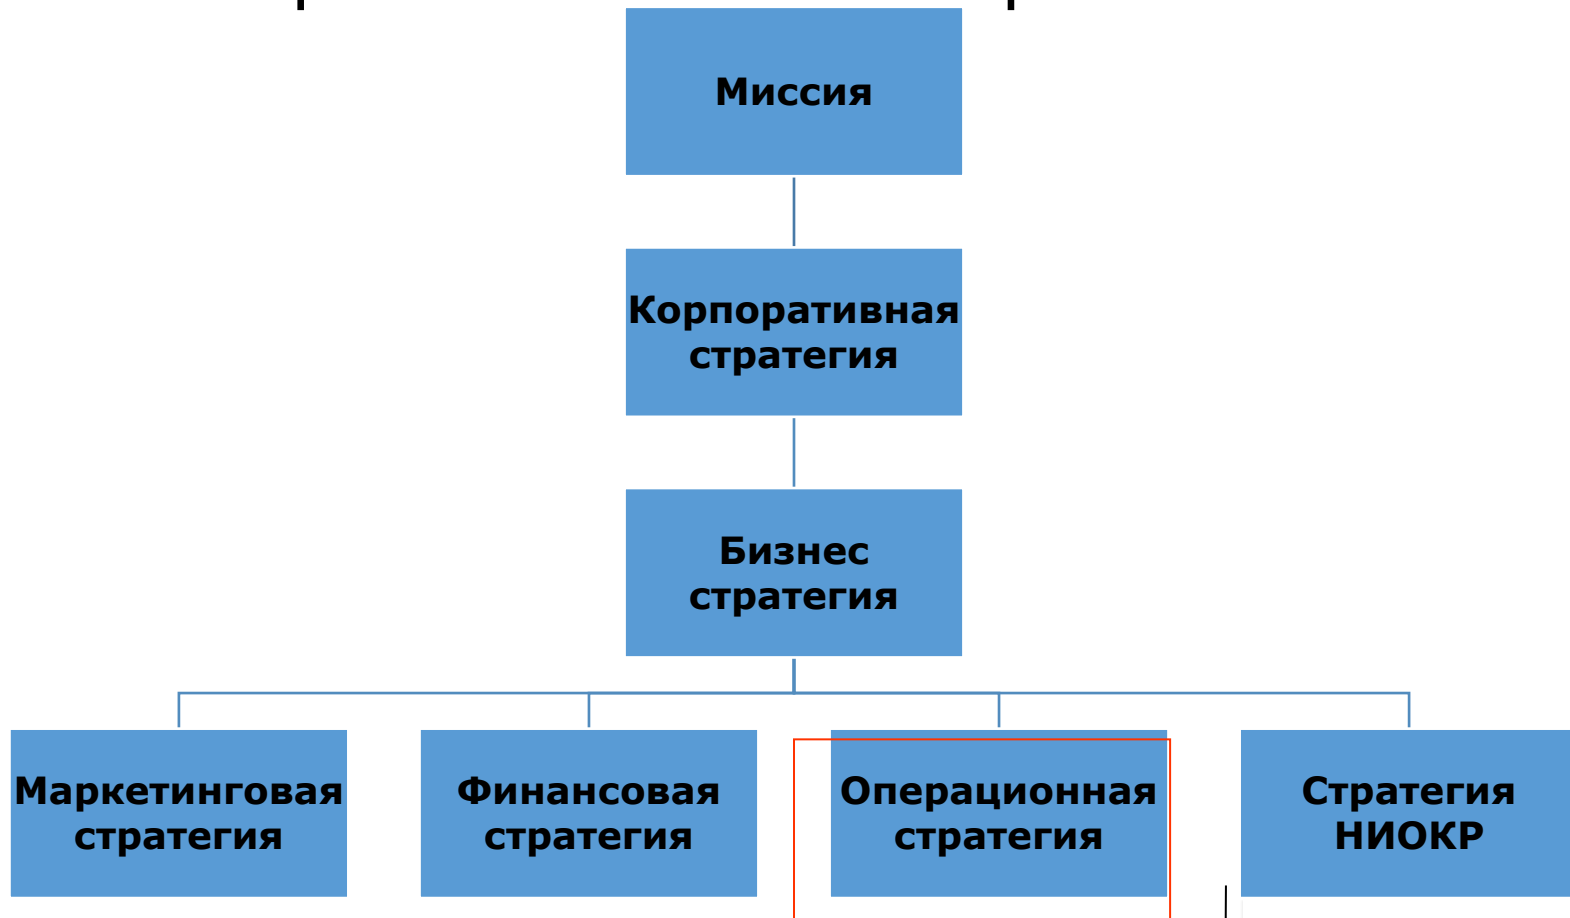 Миссия
Корпоративная
стратегия
Бизнес
стратегия
Маркетинговая
стратегия
Финансовая
стратегия
Операционная
стратегия
Стратегия
НИОКР